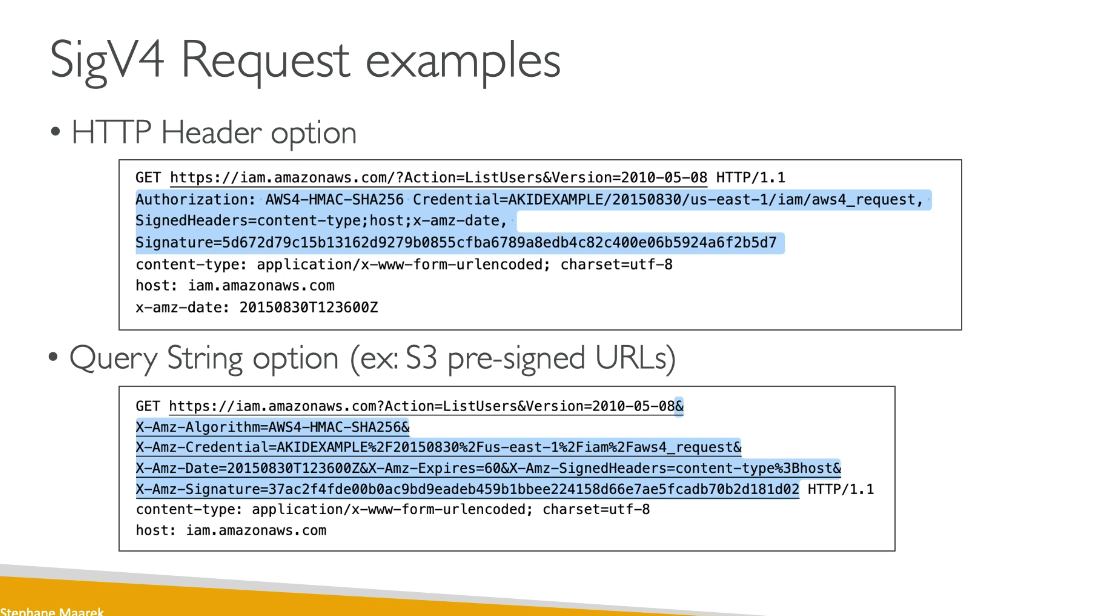 SigV4 Request examples
• HTTP Header option
GET https://iam.amazonaws.com/?Action=ListUsers&Version=2010-05-08 HTTP/1.1
Authorization: AWS4-HMAC-SHA256 Credential=AKIDEXAMPLE/20150830/us-east-1/iam/aws4_request,
SignedHeaders=content-type;host;x-amz-date,
Signature=5d672d79c15b13162d9279b0855cfba6789a8edb4c82c400e06b5924a6f2b5d7
content-type: application/x-www-form-urlencoded; charset=utf-8
host: iam.amazonaws.com
x-amz-date: 20150830T123600Z
• Query String option (ex: S3 pre-signed URLs)
GET https://iam.amazonaws.com?Action=ListUsers&Version=2010-05-08&
X-Amz-Algorithm=AWS4-HMAC-SHA256&
X-Amz-Credential=AKIDEXAMPLE%2F20150830%2Fus-east-1%2Fiam%2Faws4_request&
X-Amz-Date=20150830T123600Z&X-Amz-Expires=60&X-Amz-SignedHeaders=content-type%3Bhost&
X-Amz-Signature=37ac2f4fde00b0ac9bd9eadeb459b1bbee224158d66e7ae5fcadb70b2d181d02 HTTP/1.1
content-type: application/x-www-form-urlencoded; charset=utf-8
host: iam.amazonaws.com
Stephane Maarek